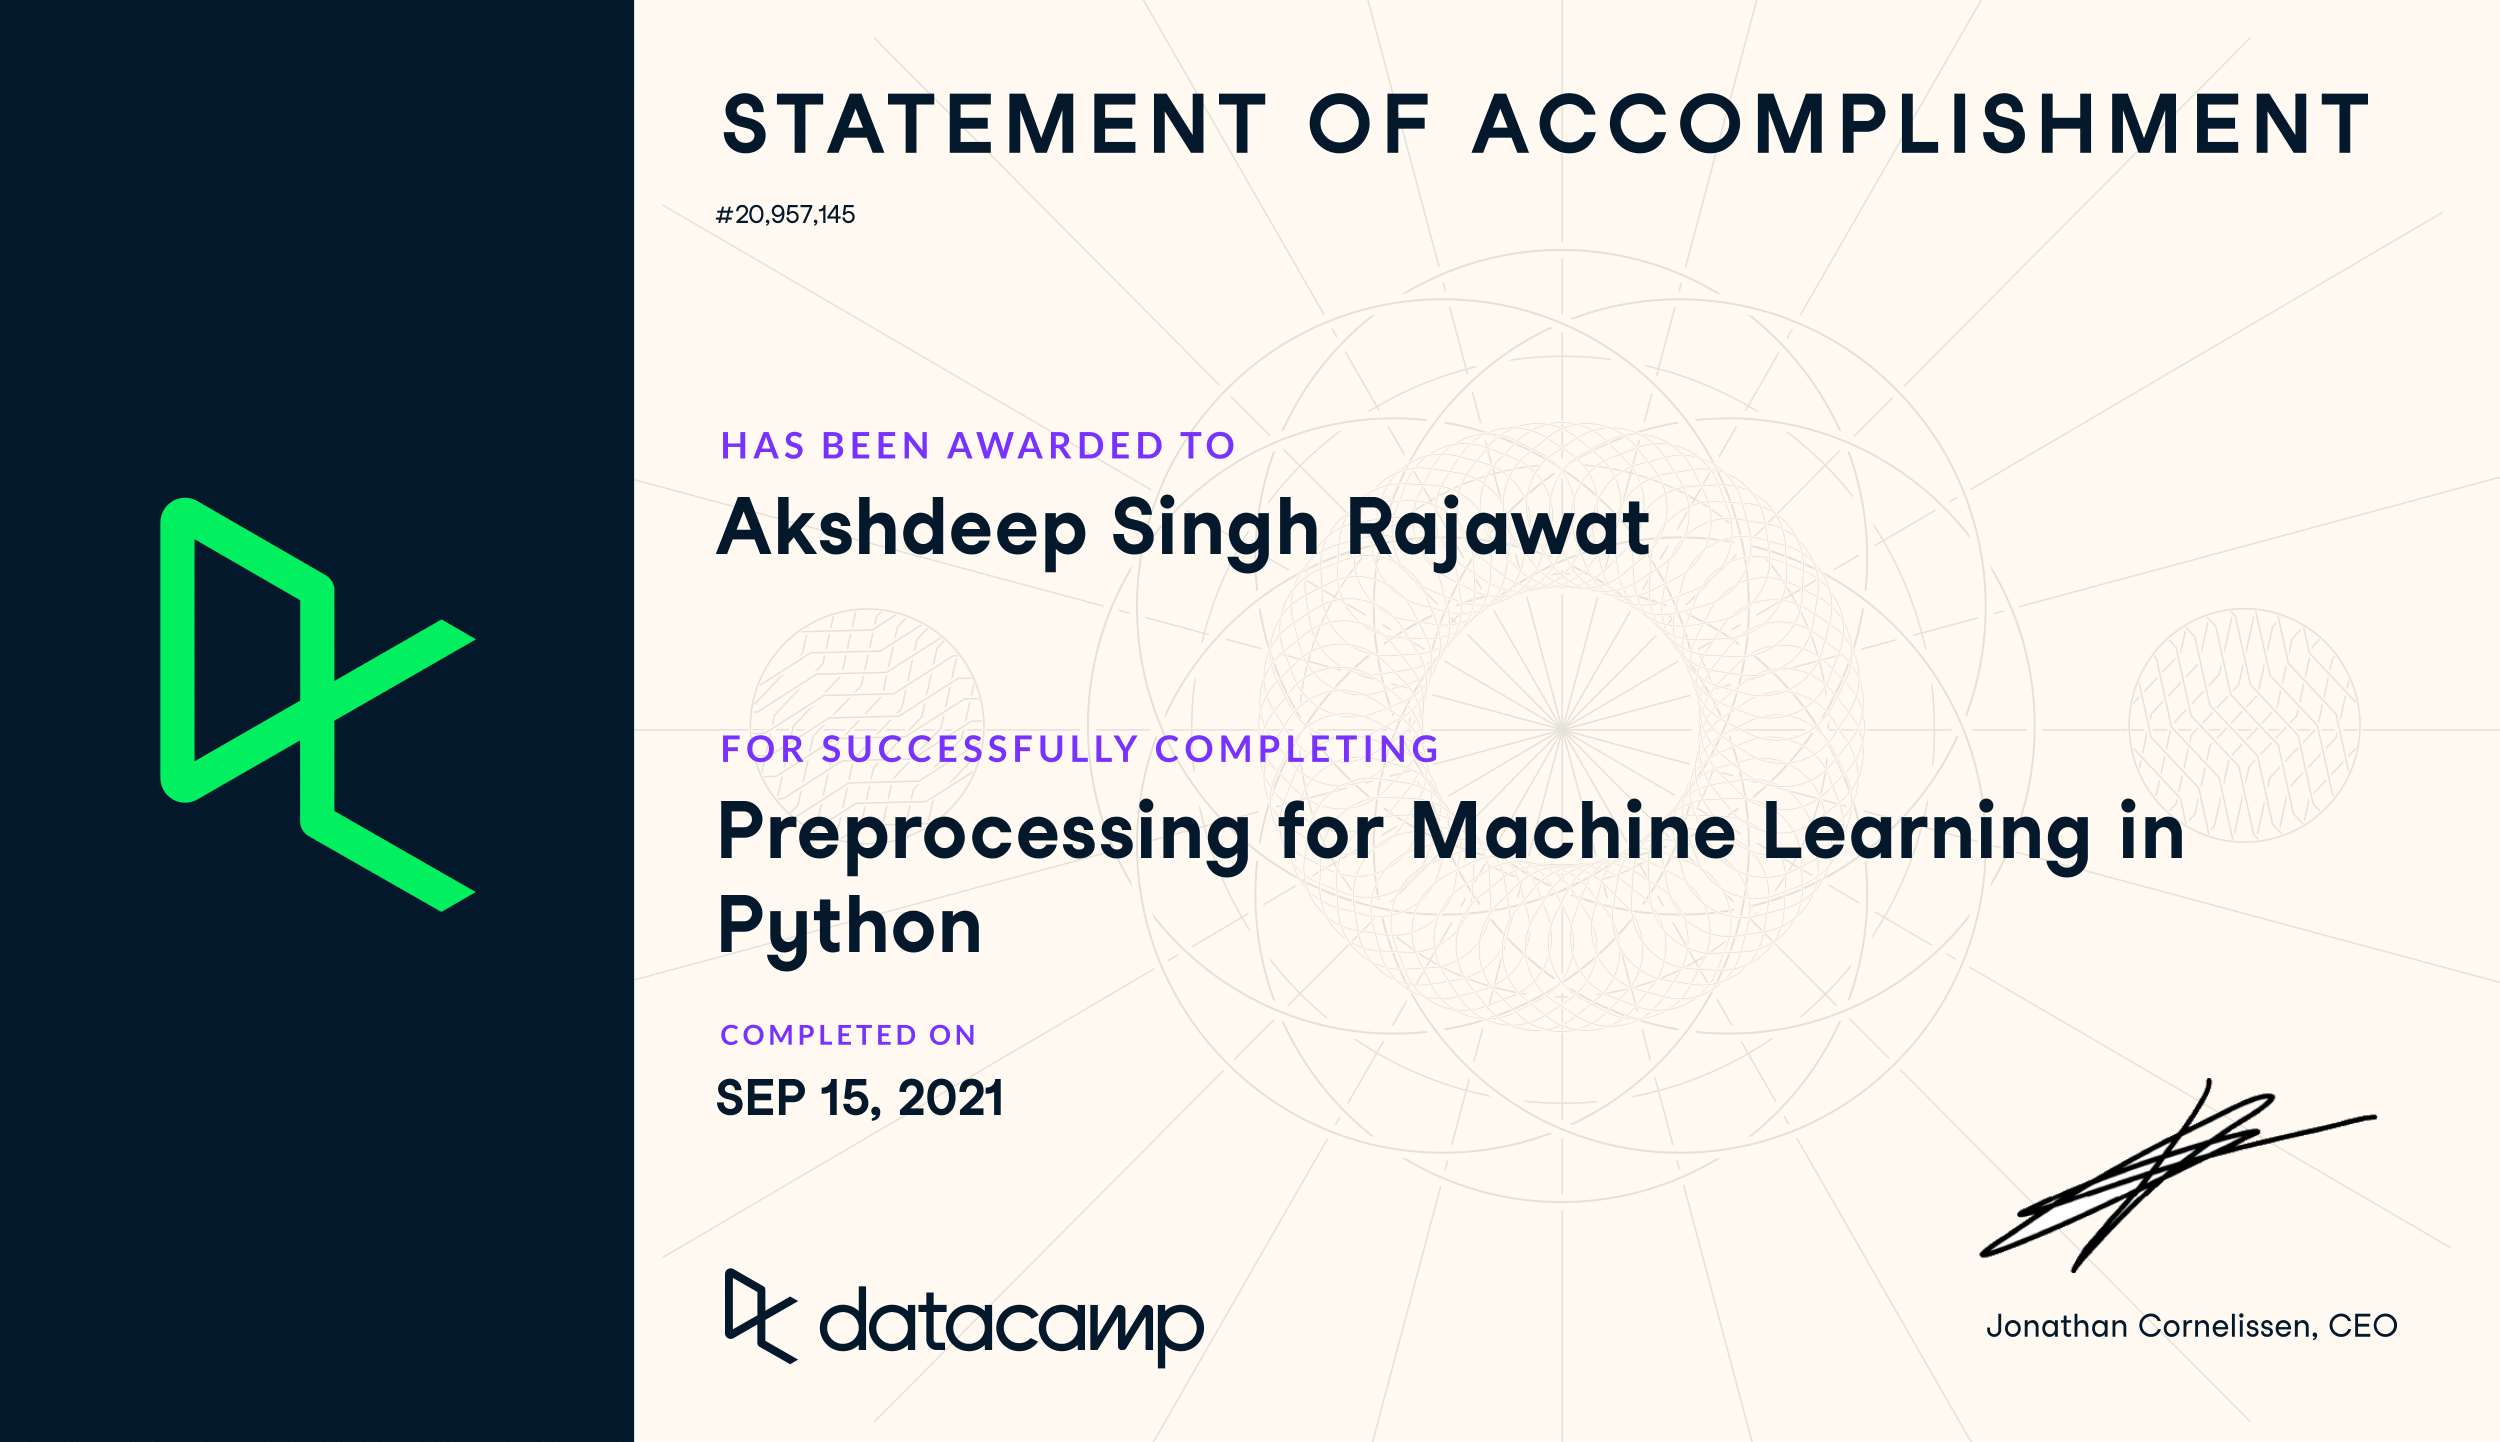 STATEMENT OF ACCOMPLISHMENT
#20,957,145
HAS BEEN AWARDED TO
Akshdeep Singh Rajawat
FOR SUCCESSFULLY COMPLETING
Preprocessing for Machine Learning in
Python
COMPLETED ON
SEP 15, 2021
datacamp
Jonathan Cornelissen, CEO